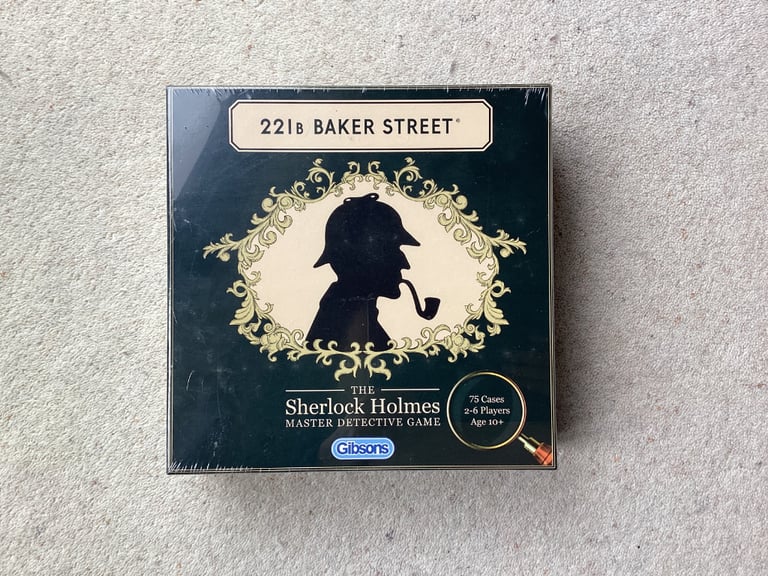 221B BAKER STREET®
THE
Sherlock Holmes
MASTER DETECTIVE GAME
75 Cases
2-6 Players
Age 10+
Gibsons